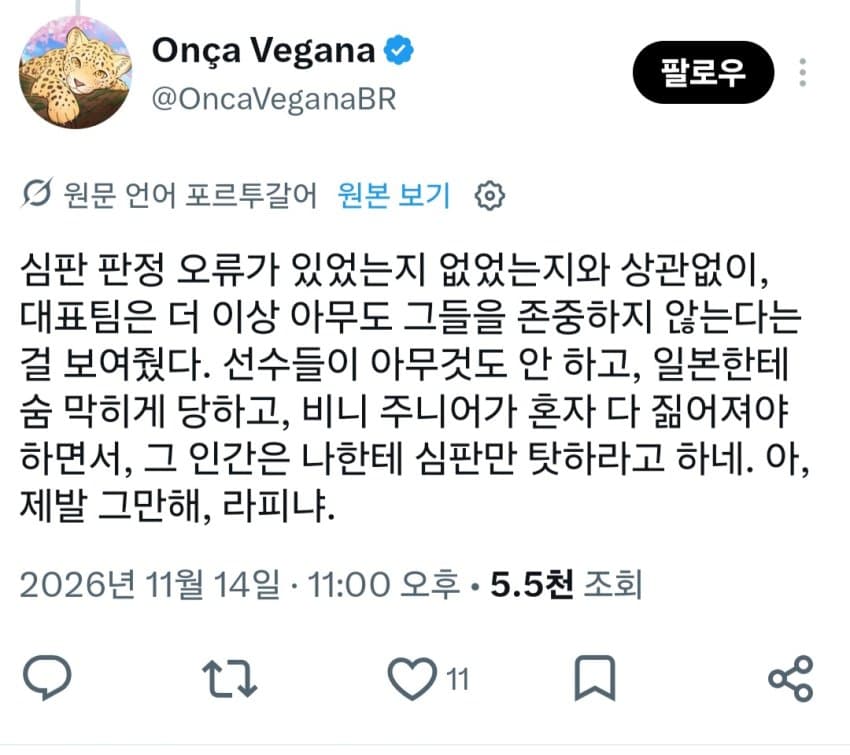 Onça Vegana
@OncaVeganaBR
팔로우
원문 언어 포르투갈어 원본 보기
심판 판정 오류가 있었는지 없었는지와 상관없이,
대표팀은 더 이상 아무도 그들을 존중하지 않는다는
걸 보여줬다. 선수들이 아무것도 안 하고, 일본한테
숨 막히게 당하고, 비니 주니어가 혼자 다 짊어져야
하면서, 그 인간은 나한테 심판만 탓하라고 하네. 아,
제발 그만해, 라피냐.
2026년 11월 14일 · 11:00 오후 · 5.5천 조회
11